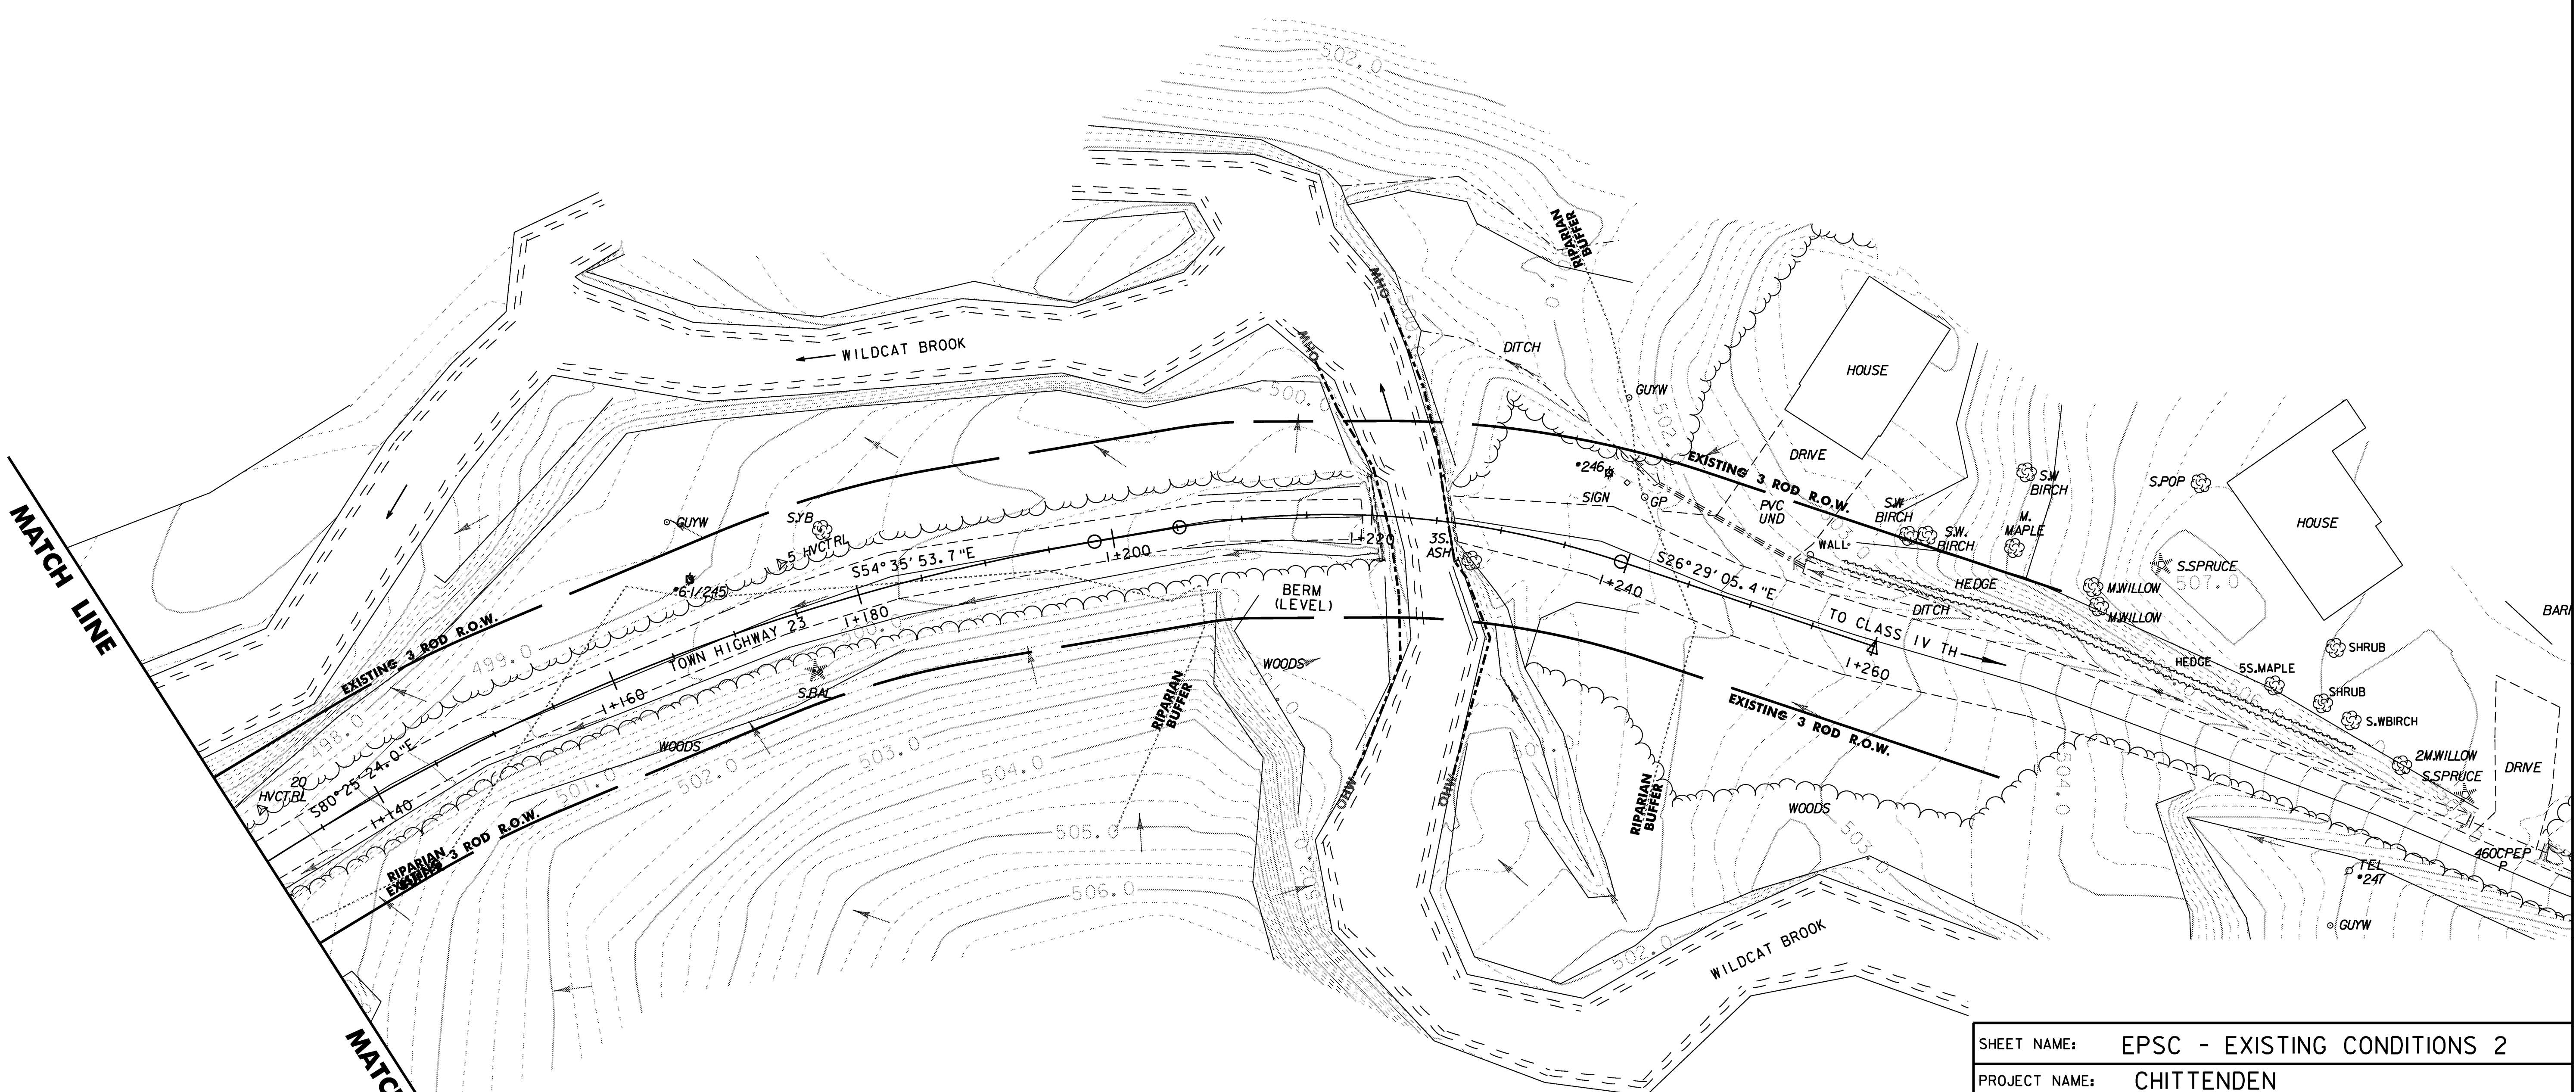 502.0
RIPARIAN
BUFFER
OHW
OHW
WILDCAT BROOK
DITCH
HOUSE
500.0
GUYW
502.
DRIVE
EXISTING 3 ROD R.O.W.
•246
SIGN
GP
PVC
UND
S.W
BIRCH
S.W.
BIRCH
S.W
BIRCH
M.
MAPLE
S.POP
HOUSE
MATCH LINE
GUYW
S.YB
5 HVCTRL
•61/245
S54°35'53.7"E
1+200
1+220
3S.
ASH
WALL
HEDGE
S.SPRUCE
507.0
M.WILLOW
M.WILLOW
DITCH
S26°29'05.4"E
1+240
BERM
(LEVEL)
TO CLASS IV TH
1+260
1+180
TOWN HIGHWAY 23
EXISTING 3 ROD R.O.W.
499.0
1+160
S.BAL
WOODS
WOODS
RIPARIAN
BUFFER
EXISTING 3 ROD R.O.W.
HEDGE
5S.MAPLE
SHRUB
SHRUB
S.WBIRCH
2M.WILLOW
S.SPRUCE
DRIVE
498.0
S80°25'24.0"E
20
HVCTRL
1+140
501.0
502.0
503.0
504.0
505.0
506.0
OHW
OHW
RIPARIAN
BUFFER
WOODS
503.0
504.0
460CPEP
P
TEL
•247
GUYW
RIPARIAN
3 ROD R.O.W.
502.0
WILDCAT BROOK
SHEET NAME: EPSC - EXISTING CONDITIONS 2
PROJECT NAME: CHITTENDEN